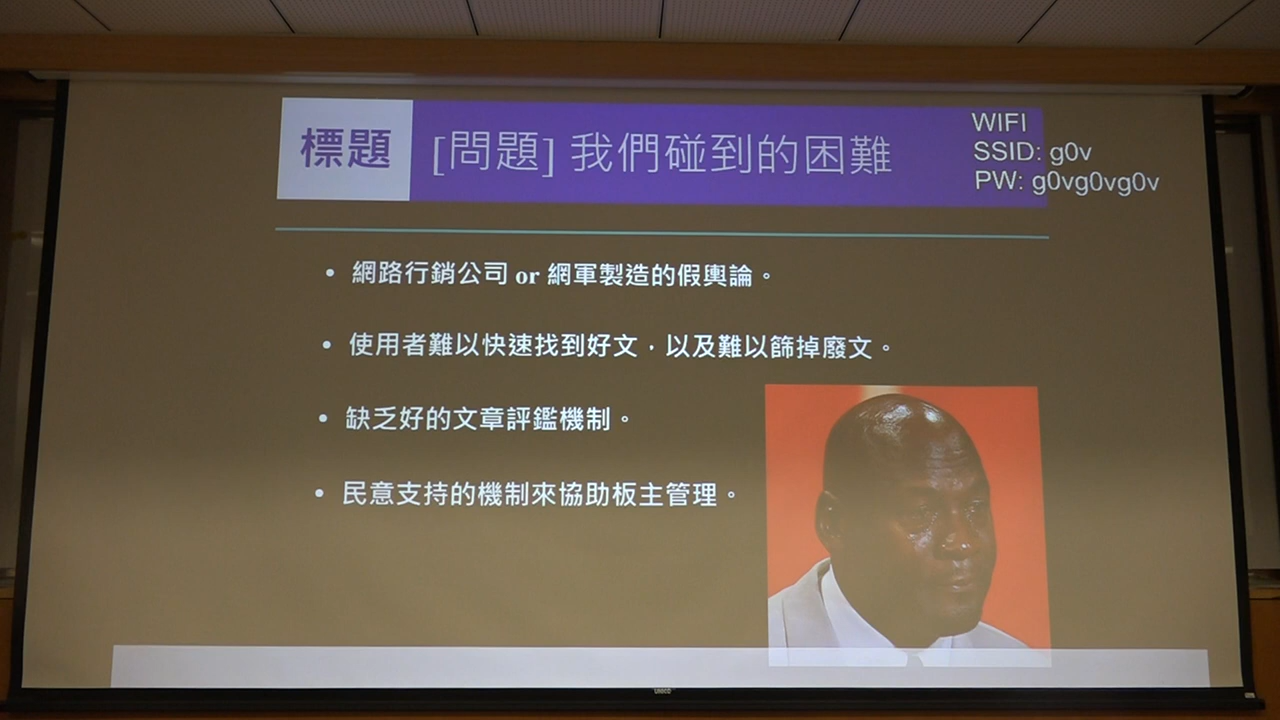 標題 [問題] 我們碰到的困難
WIFI
SSID: g0v
PW: g0vg0vg0v
• 網路行銷公司 or 網軍製造的假輿論。
• 使用者難以快速找到好文，以及難以篩掉廢文。
• 缺乏好的文章評鑑機制。
• 民意支持的機制來協助板主管理。